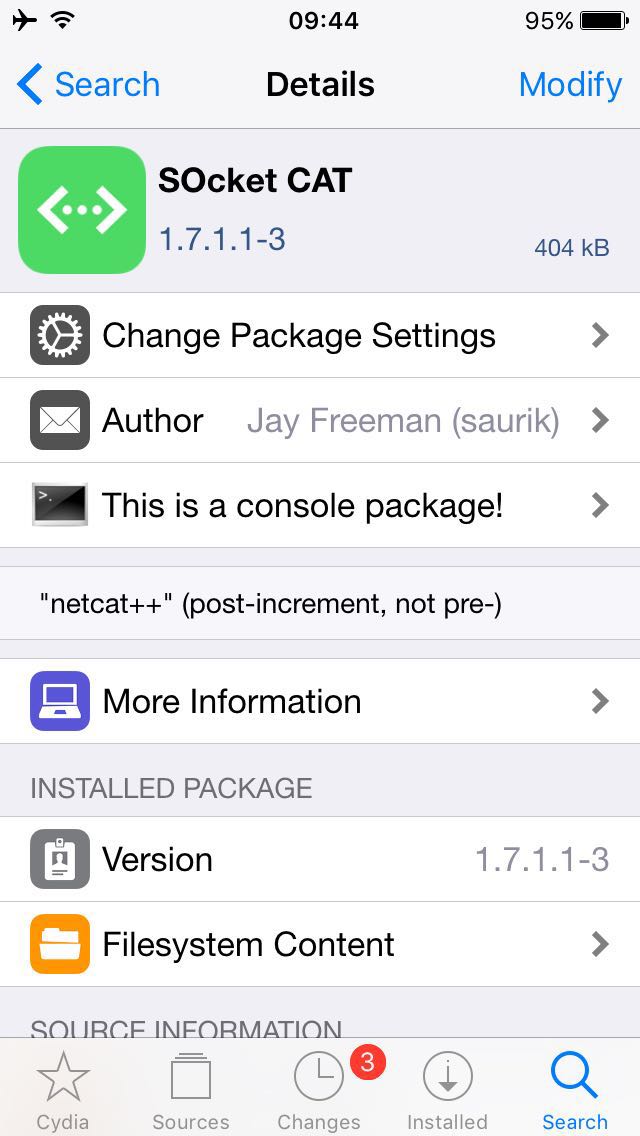 09:44
95%
Search
Details
Modify
SOcket CAT
1.7.1.1-3
404 kB
Change Package Settings
Author
Jay Freeman (saurik)
>.
This is a console package!
"netcat++" (post-increment, not pre-)
More Information
INSTALLED PACKAGE
Version
1.7.1.1-3
Filesystem Content
SOURCE INFORMATION
3
Cydia
Sources
Changes
Installed
Search